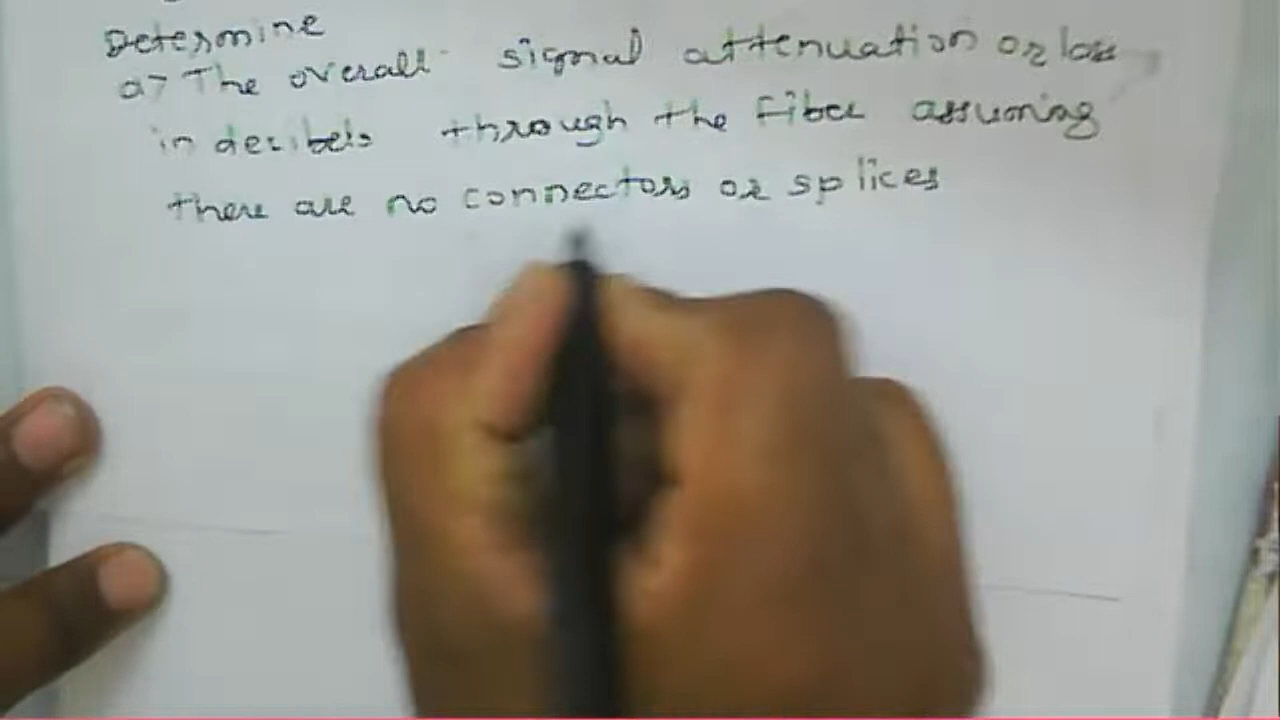 Determine
a> The overall signal attenuation or loss
in decibels through the fiber assuming
there are no connectors or splices